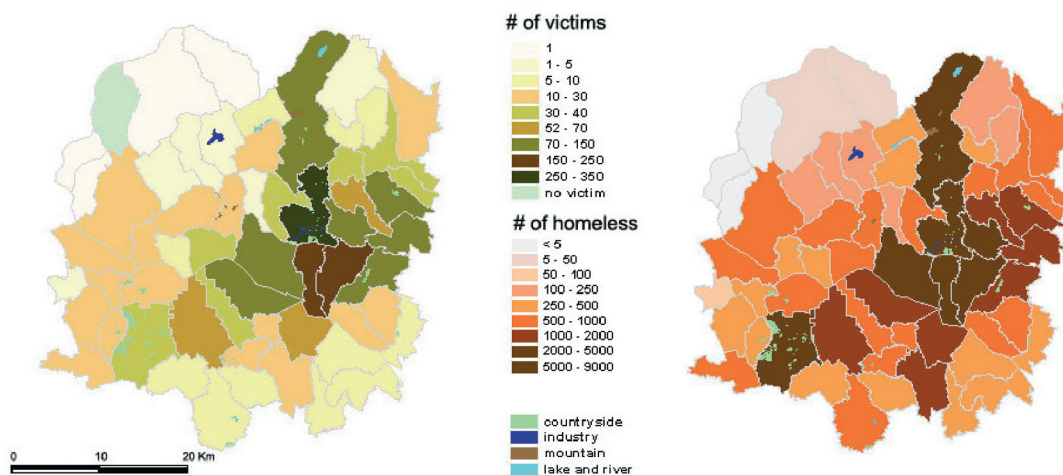 # of victims
1
1 - 5
5 - 10
10 - 30
30 - 40
52 - 70
70 - 150
150 - 250
250 - 350
no victim
# of homeless
< 5
5 - 50
50 - 100
100 - 250
250 - 500
500 - 1000
1000 - 2000
2000 - 5000
5000 - 9000
countryside
industry
mountain
lake and river
0 10 20 Km